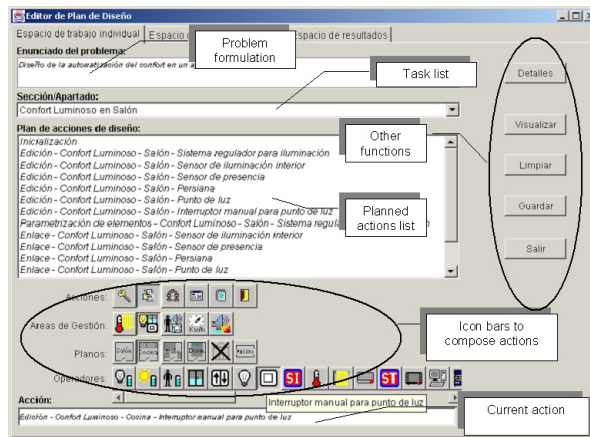 Editor de Plan de Diseño
Espacio de trabajo individual
Espacio d
spacio de resultados
Problem
formulation
Enunciado del problema:
Diseño de la automatización del confort en un a
Task list
Detalles
Sección/Apartado:
Confort Luminoso en Salón
Visualizar
Plan de acciones de diseño:
Other
functions
Inicialización
Edición - Confort Luminoso - Salón - Sistema regulador para iluminación
Edición - Confort Luminoso - Salón - Sensor de iluminación interior
Edición - Confort Luminoso - Salón - Sensor de presencia
Limpiar
Edición - Confort Luminoso - Salón - Persiana
Edición - Confort Luminoso - Salón - Punto de luz
Edición - Confort Luminoso - Salón - Interruptor manual para punto de luz
Planned
actions list
Guardar
Parametrización de elementos - Confort Luminoso - Salón - Sistema regula
Enlace - Confort Luminoso - Salón - Sensor de iluminación interior
Enlace - Confort Luminoso - Salón - Sensor de presencia
Salir
Enlace - Confort Luminoso - Salón - Persiana
Enlace - Confort Luminoso - Salón - Punto de luz
Acciones:
Areas de Gestión:
Kwh
Icon bars to
compose actions
Planos:
Salón
Cocina
Pasillo
Operadores:
SI
ST
Interruptor manual para punto de luz
Acción:
Edición - Confort Luminoso - Cocina - Interruptor manual para punto de luz
Current action